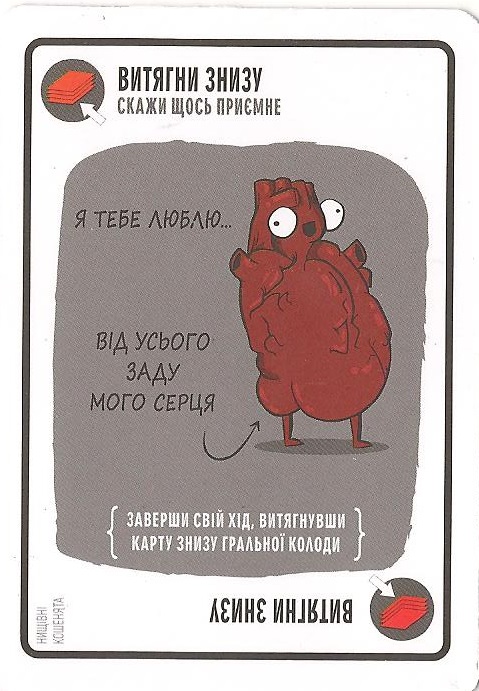 ВИТЯГНИ ЗНИЗУ
СКАЖИ ЩОСЬ ПРИЄМНЕ
Я ТЕБЕ ЛЮБЛЮ...
ВІД УСЬОГО
ЗАДУ
МОГО СЕРЦЯ
ЗАВЕРШИ СВІЙ ХІД, ВИТЯГНУВШИ
КАРТУ ЗНИЗУ ГРАЛЬНОЇ КОЛОДИ
НИЩІВНІ
КОШЕНЯТА
ВИТЯГНИ ЗНИЗУ